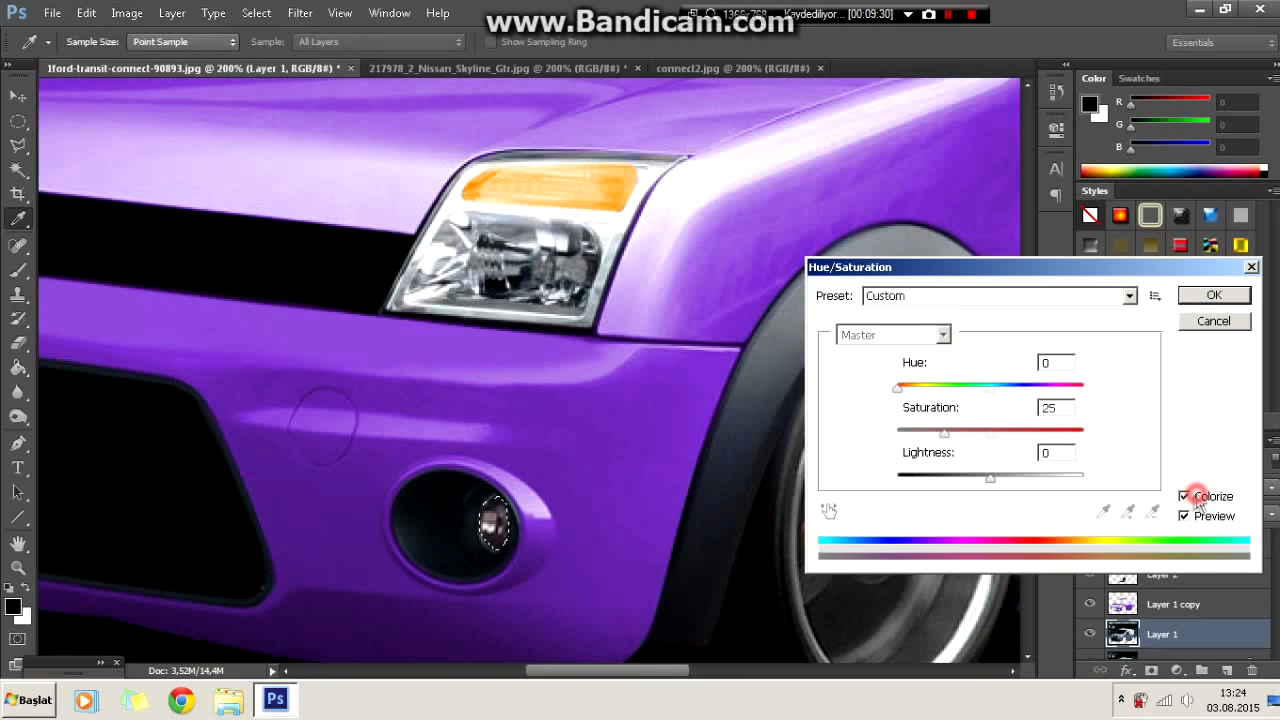 Ps File Edit Image Layer Type Select Filter View Window Help
www.Bandicam.com
1366x768 Kaydediliyor... [00:09:30]
Sample Size: Point Sample Sample: All Layers Show Sampling Ring Essentials
1ford-transit-connect-90893.jpg @ 200% (Layer 1, RGB/8#) * × 217978_2_Nissan_Skyline_Gtr.jpg @ 200% (RGB/8#) * × connect2.jpg @ 200% (RGB/8#) ×
Color Swatches
R 0
G 0
B 0
Styles
Hue/Saturation
Preset: Custom OK
Cancel
Master
Hue: 0
Saturation: 25
Lightness: 0
Colorize
Preview
Layer 2
Layer 1 copy
Layer 1
Doc: 3,52M/14,4M
Başlat Ps
13:24
03.08.2015